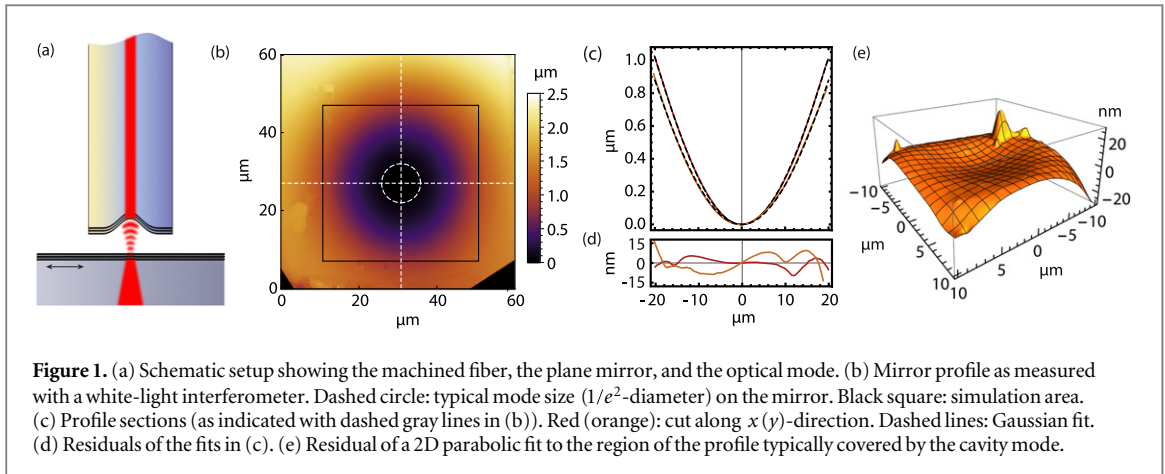 (a)
(b)
60
40
20
0
0
20
40
60
μm
μm
μm
2.5
2.0
1.5
1.0
0.5
0
(c)
1.0
0.8
0.6
0.4
0.2
0.0
μm
(d)
15
0
-15
nm
-20
-10
0
10
20
μm
(e)
nm
20
0
-20
-10
-5
0
5
10
μm
10
5
0
-5
-10
μm
Figure 1. (a) Schematic setup showing the machined fiber, the plane mirror, and the optical mode. (b) Mirror profile as measured
with a white-light interferometer. Dashed circle: typical mode size (1/e²-diameter) on the mirror. Black square: simulation area.
(c) Profile sections (as indicated with dashed gray lines in (b)). Red (orange): cut along x(y)-direction. Dashed lines: Gaussian fit.
(d) Residuals of the fits in (c). (e) Residual of a 2D parabolic fit to the region of the profile typically covered by the cavity mode.